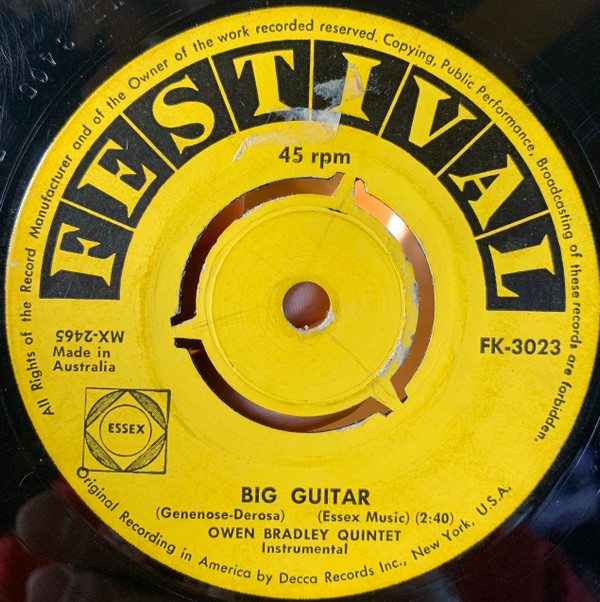 All Rights of the Record Manufacturer and of the Owner of the work recorded reserved. Copying, Public Performance, Broadcasting of these records are forbidden.
FESTIVAL
45 rpm
MX-2465
Made in
Australia
FK-3023
ESSEX
BIG GUITAR
(Genenose-Derosa) (Essex Music) (2:40)
OWEN BRADLEY QUINTET
Instrumental
Original Recording in America by Decca Records Inc., New York, U.S.A.